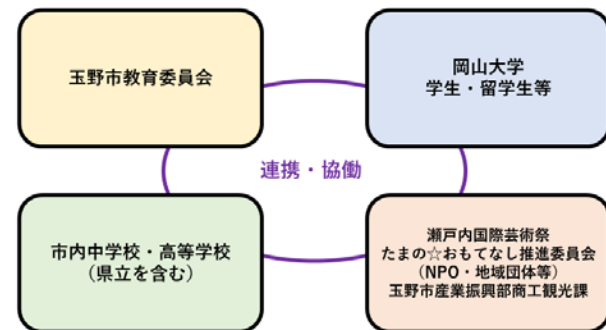 玉野市教育委員会
岡山大学
学生・留学生等
連携・協働
市内中学校・高等学校
（県立を含む）
瀬戸内国際芸術祭
たまの☆おもてなし推進委員会
（NPO・地域団体等）
玉野市産業振興部商工観光課